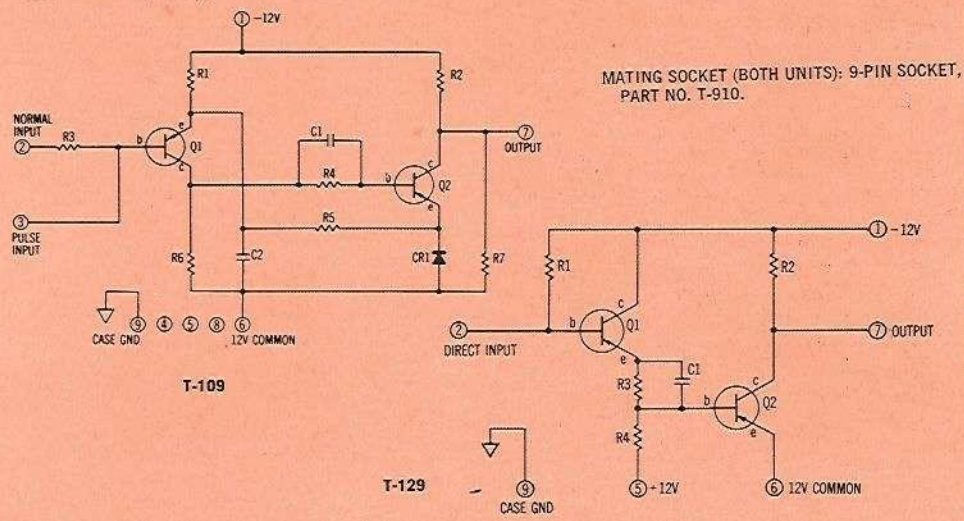 ① -12V
R1
R2
MATING SOCKET (BOTH UNITS): 9-PIN SOCKET,
PART NO. T-910.
NORMAL
INPUT
②
R3
b
e
c
Q1
C1
R4
b
c
e
Q2
⑦
OUTPUT
③
PULSE
INPUT
R5
R6
C2
CR1
R7
⑨ ④ ⑤ ⑧ ⑥
CASE GND
12V COMMON
T-109
① -12V
R1
R2
②
DIRECT INPUT
b
c
e
Q1
⑦ OUTPUT
R3
C1
b
c
e
Q2
R4
T-129
⑨
CASE GND
⑤ +12V
⑥ 12V COMMON